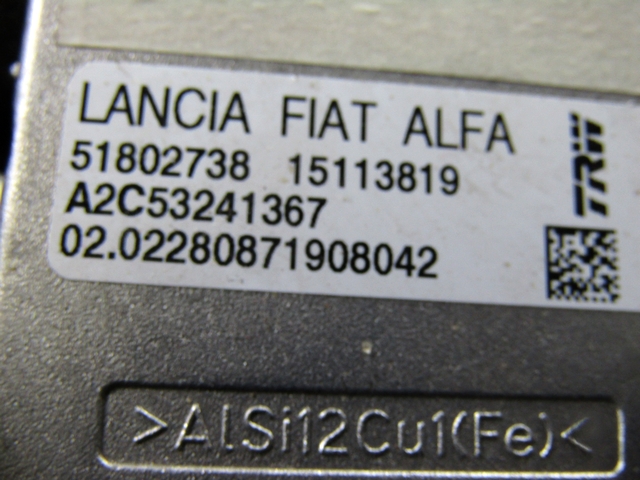 LANCIA FIAT ALFA
51802738 15113819
A2C53241367
02.02280871908042
TRW
>AlSi12Cu1(Fe)<